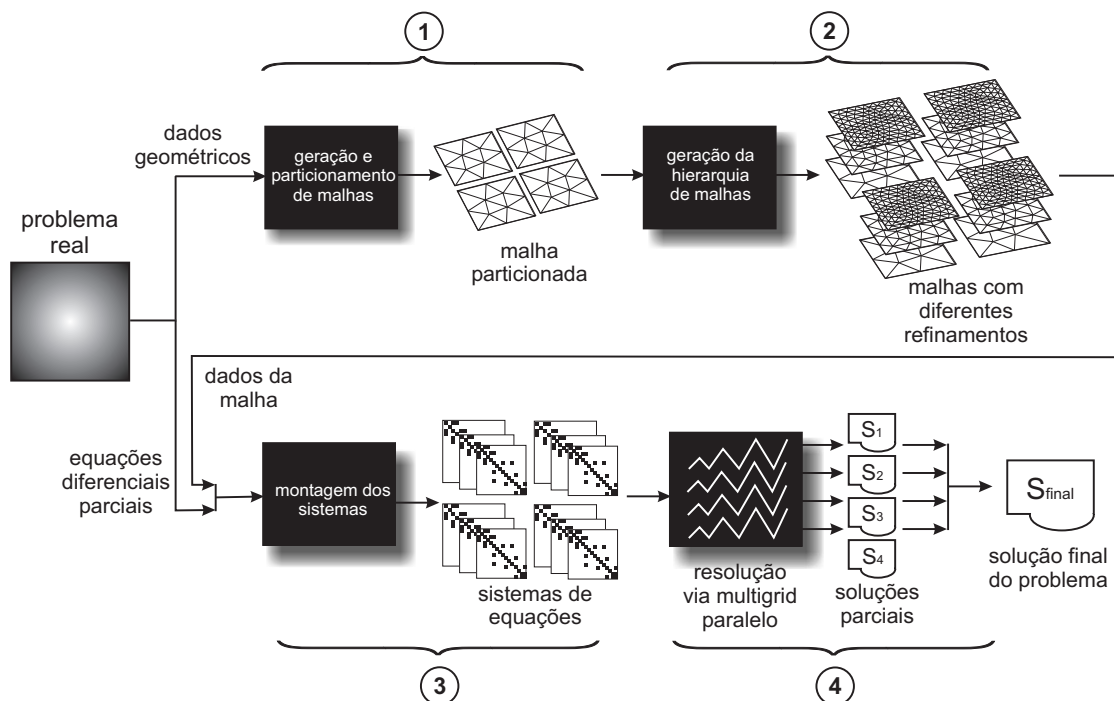 1
2
dados
geométricos
geração e
particionamento
de malhas
geração da
hierarquia
de malhas
problema
real
malha
particionada
malhas com
diferentes
refinamentos
dados da
malha
equações
diferenciais
parciais
montagem dos
sistemas
sistemas de
equações
resolução
via multigrid
paralelo
S1
S2
S3
S4
soluções
parciais
Sfinal
solução final
do problema
3
4